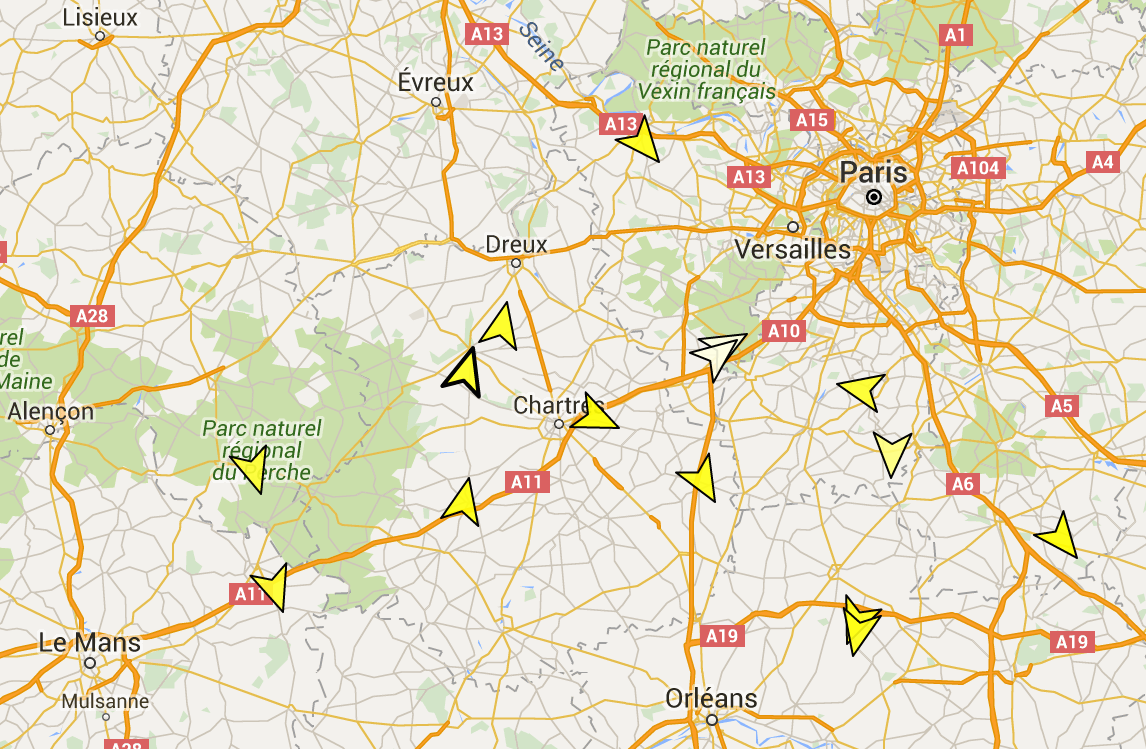 Lisieux
A13
Seine
A1
Parc naturel
régional du
Vexin français
Évreux
A13
A15
A13
Paris
A104
A4
Versailles
Dreux
A28
A10
rel
de
Maine
Alençon
Chartres
A5
Parc naturel
régional
du Perche
A11
A6
A11
Le Mans
A19
A19
Mulsanne
Orléans
A28